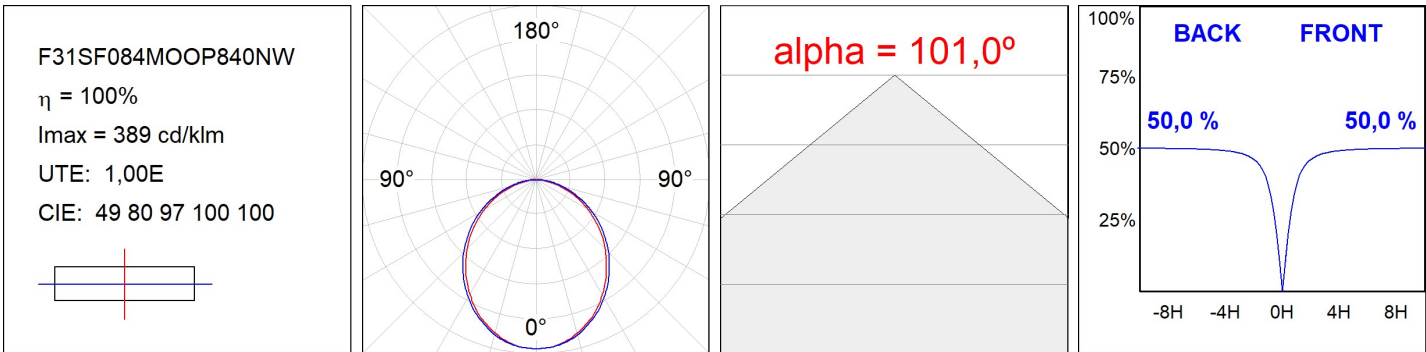 F31SF084MOOP840NW
η = 100%
Imax = 389 cd/klm
UTE: 1,00E
CIE: 49 80 97 100 100
180°
90°
90°
0°
alpha = 101,0º
100%
BACK
FRONT
75%
50,0 %
50,0 %
50%
25%
-8H
-4H
0H
4H
8H